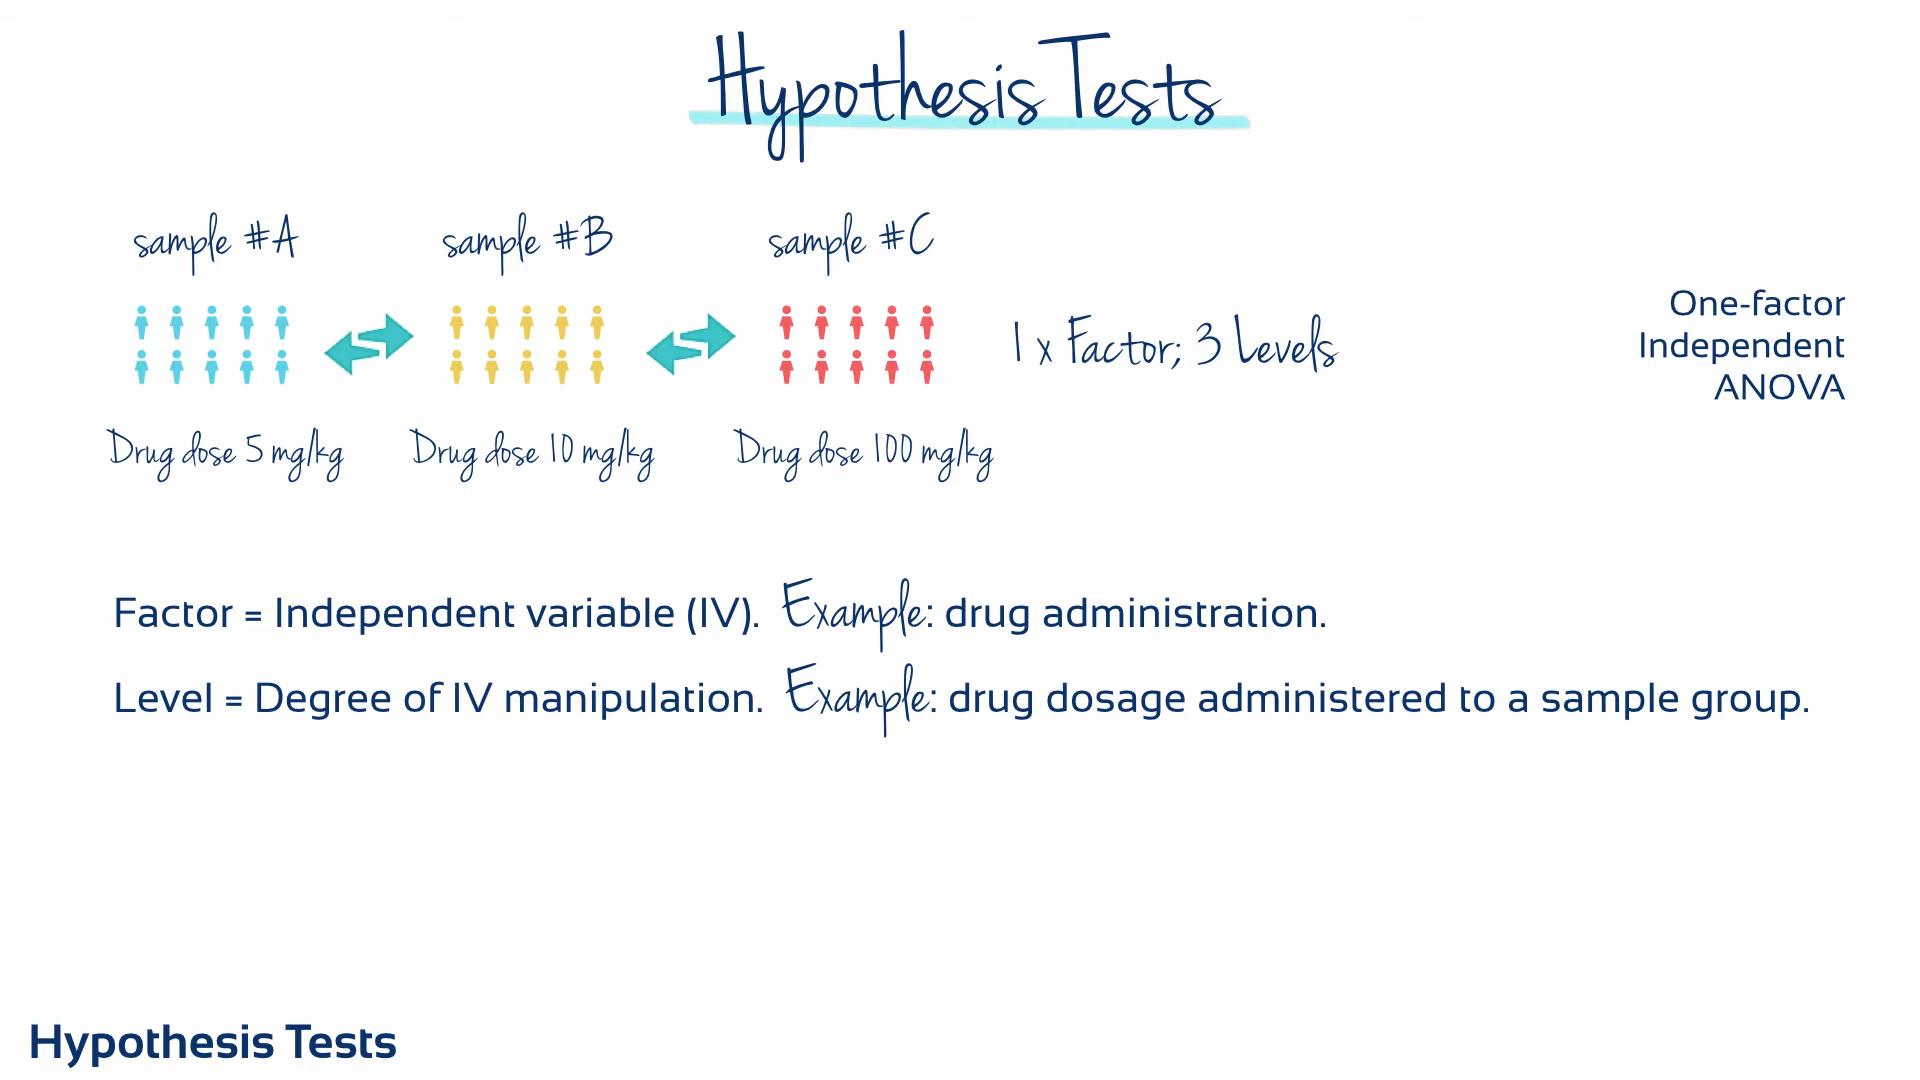 Hypothesis Tests
sample #A
sample #B
sample #C
1 x Factor; 3 Levels
One-factor
Independent
ANOVA
Drug dose 5 mg/kg
Drug dose 10 mg/kg
Drug dose 100 mg/kg
Factor = Independent variable (IV). Example: drug administration.
Level = Degree of IV manipulation. Example: drug dosage administered to a sample group.
Hypothesis Tests